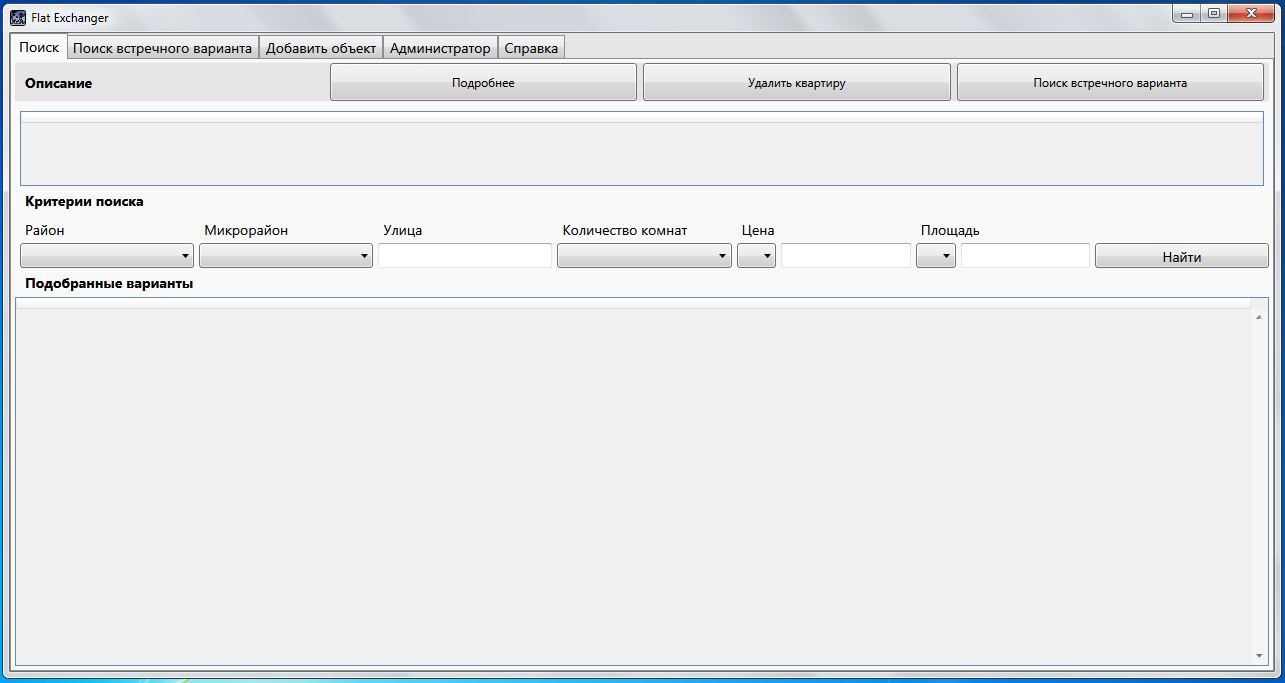 Flat Exchanger
Поиск Поиск встречного варианта Добавить объект Администратор Справка
Описание Подробнее Удалить квартиру Поиск встречного варианта
Критерии поиска
Район Микрорайон Улица Количество комнат Цена Площадь
Найти
Подобранные варианты